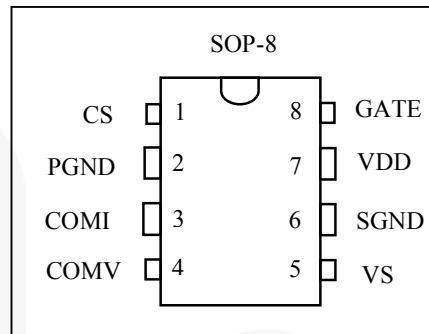 SOP-8
CS 1 8 GATE
PGND 2 7 VDD
COMI 3 6 SGND
COMV 4 5 VS